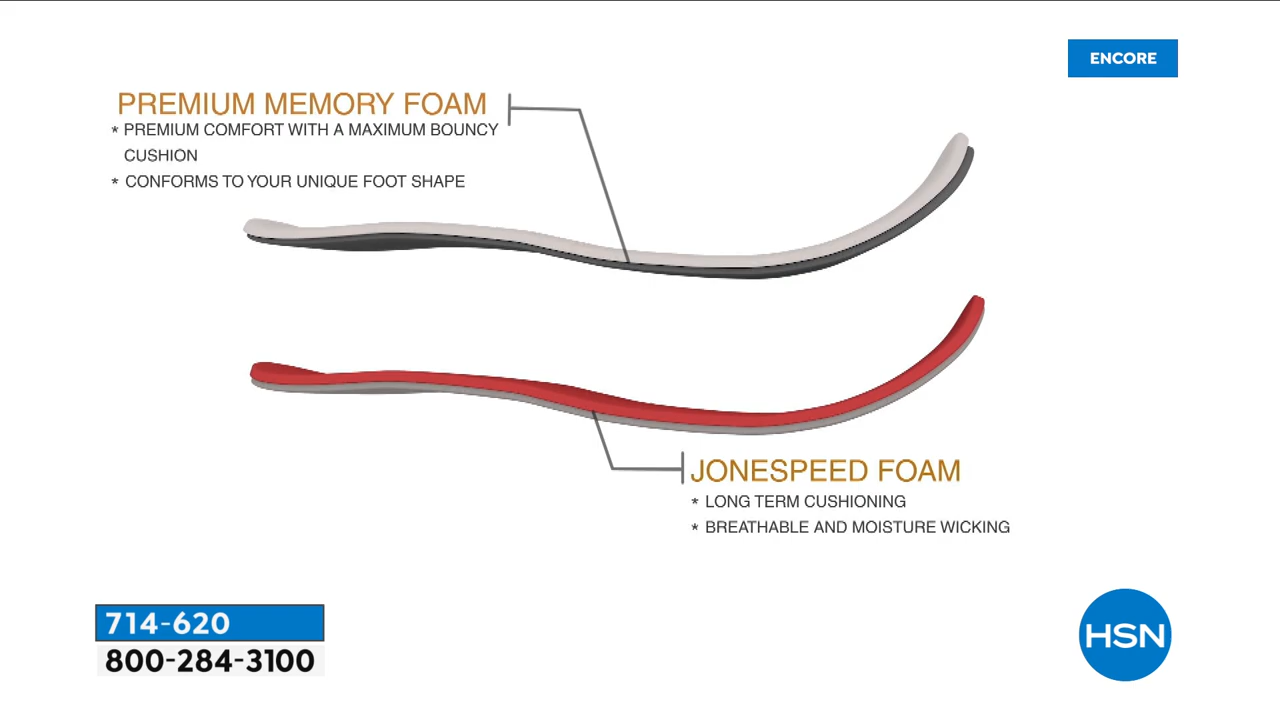 ENCORE
PREMIUM MEMORY FOAM
* PREMIUM COMFORT WITH A MAXIMUM BOUNCY
CUSHION
* CONFORMS TO YOUR UNIQUE FOOT SHAPE
JONESPEED FOAM
* LONG TERM CUSHIONING
* BREATHABLE AND MOISTURE WICKING
714-620
800-284-3100
HSN